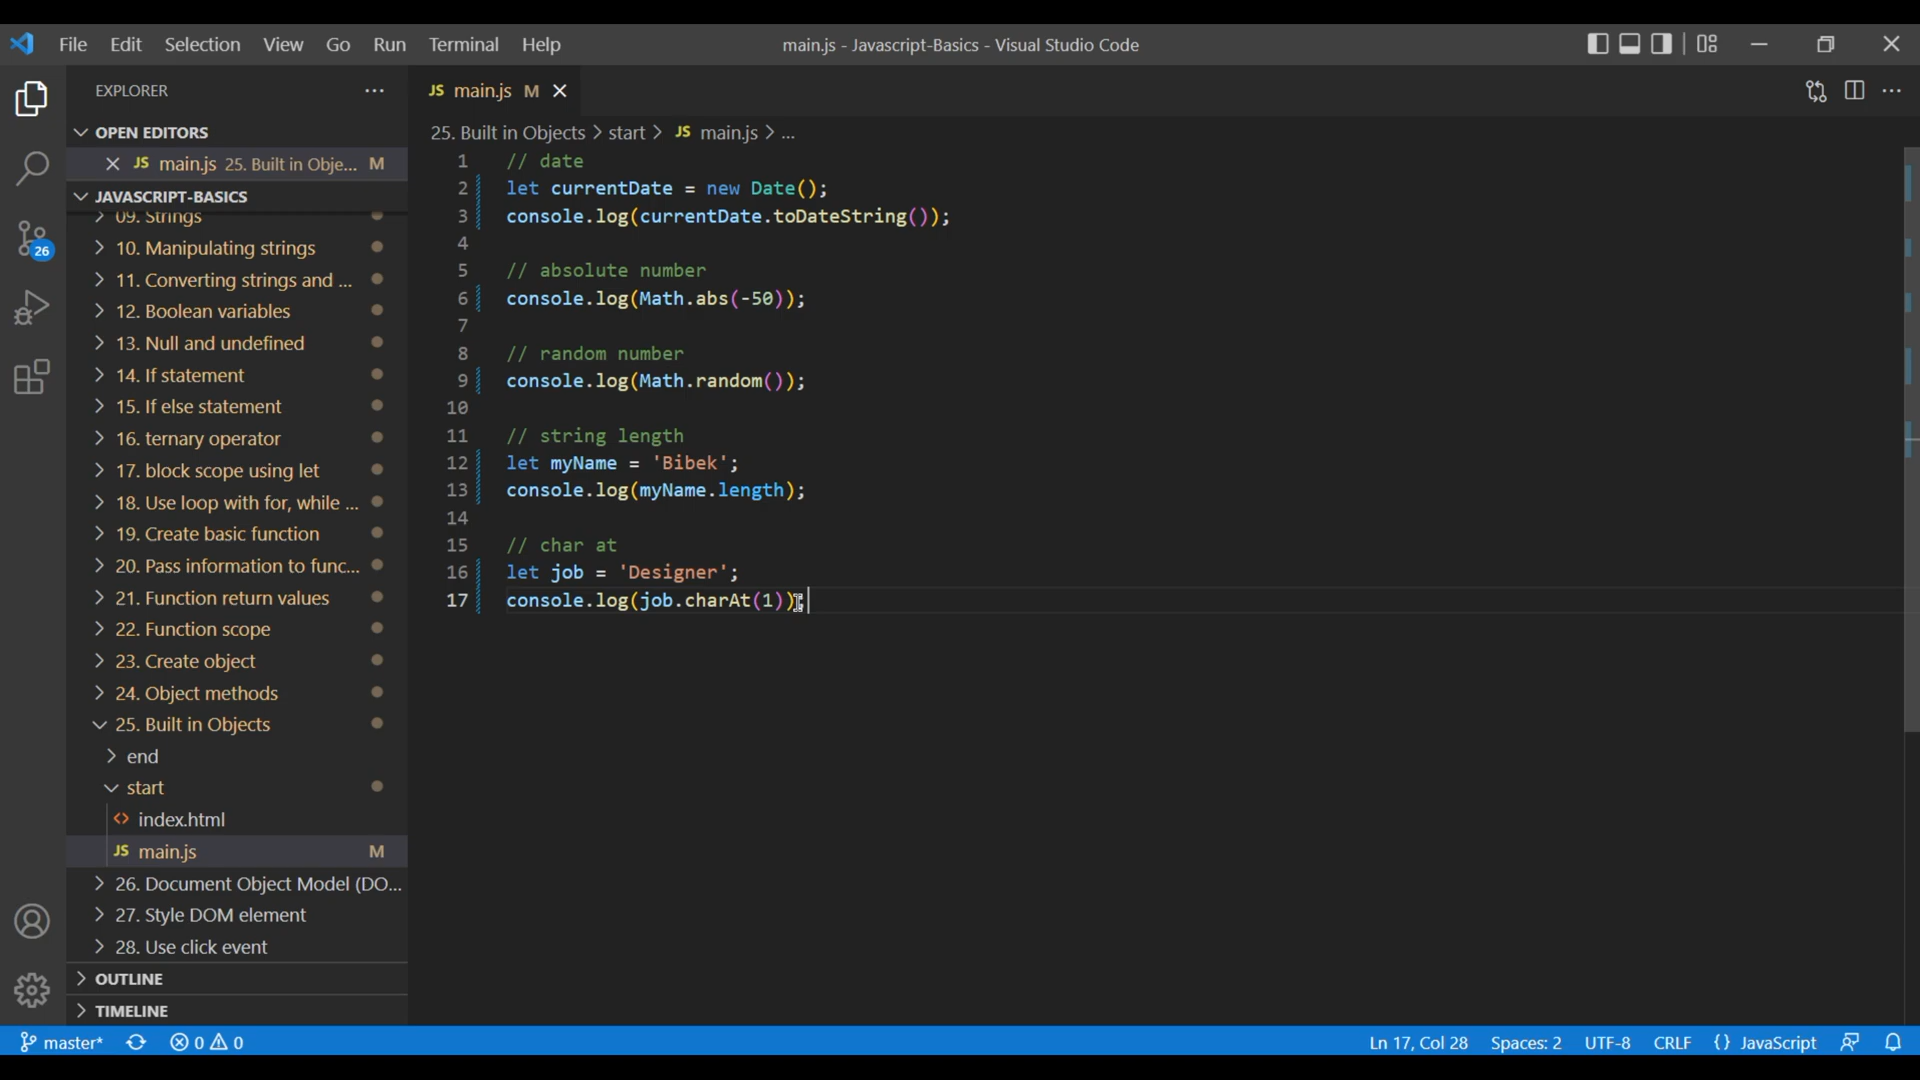 File Edit Selection View Go Run Terminal Help
main.js - Javascript-Basics - Visual Studio Code
EXPLORER
OPEN EDITORS
JS main.js 25. Built in Obje... M
JAVASCRIPT-BASICS
09. Strings
10. Manipulating strings
11. Converting strings and ...
12. Boolean variables
13. Null and undefined
14. If statement
15. If else statement
16. ternary operator
17. block scope using let
18. Use loop with for, while ...
19. Create basic function
20. Pass information to func...
21. Function return values
22. Function scope
23. Create object
24. Object methods
25. Built in Objects
end
start
<> index.html
JS main.js M
26. Document Object Model (DO...
27. Style DOM element
28. Use click event
OUTLINE
TIMELINE
26
JS main.js M
25. Built in Objects > start > JS main.js > ...
1 // date
2 let currentDate = new Date();
3 console.log(currentDate.toDateString());
4
5 // absolute number
6 console.log(Math.abs(-50));
7
8 // random number
9 console.log(Math.random());
10
11 // string length
12 let myName = 'Bibek';
13 console.log(myName.length);
14
15 // char at
16 let job = 'Designer';
17 console.log(job.charAt(1));
master* 0 0
Ln 17, Col 28 Spaces: 2 UTF-8 CRLF {} JavaScript